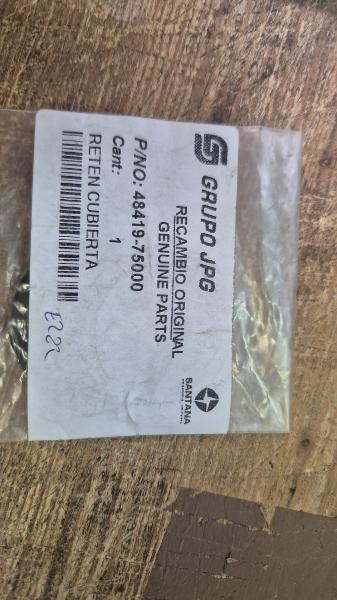 GRUPO JPG
RECAMBIO ORIGINAL
GENUINE PARTS
SANTANA
P/NO: 48419-75000
Cant: 1
RETEN CUBIERTA